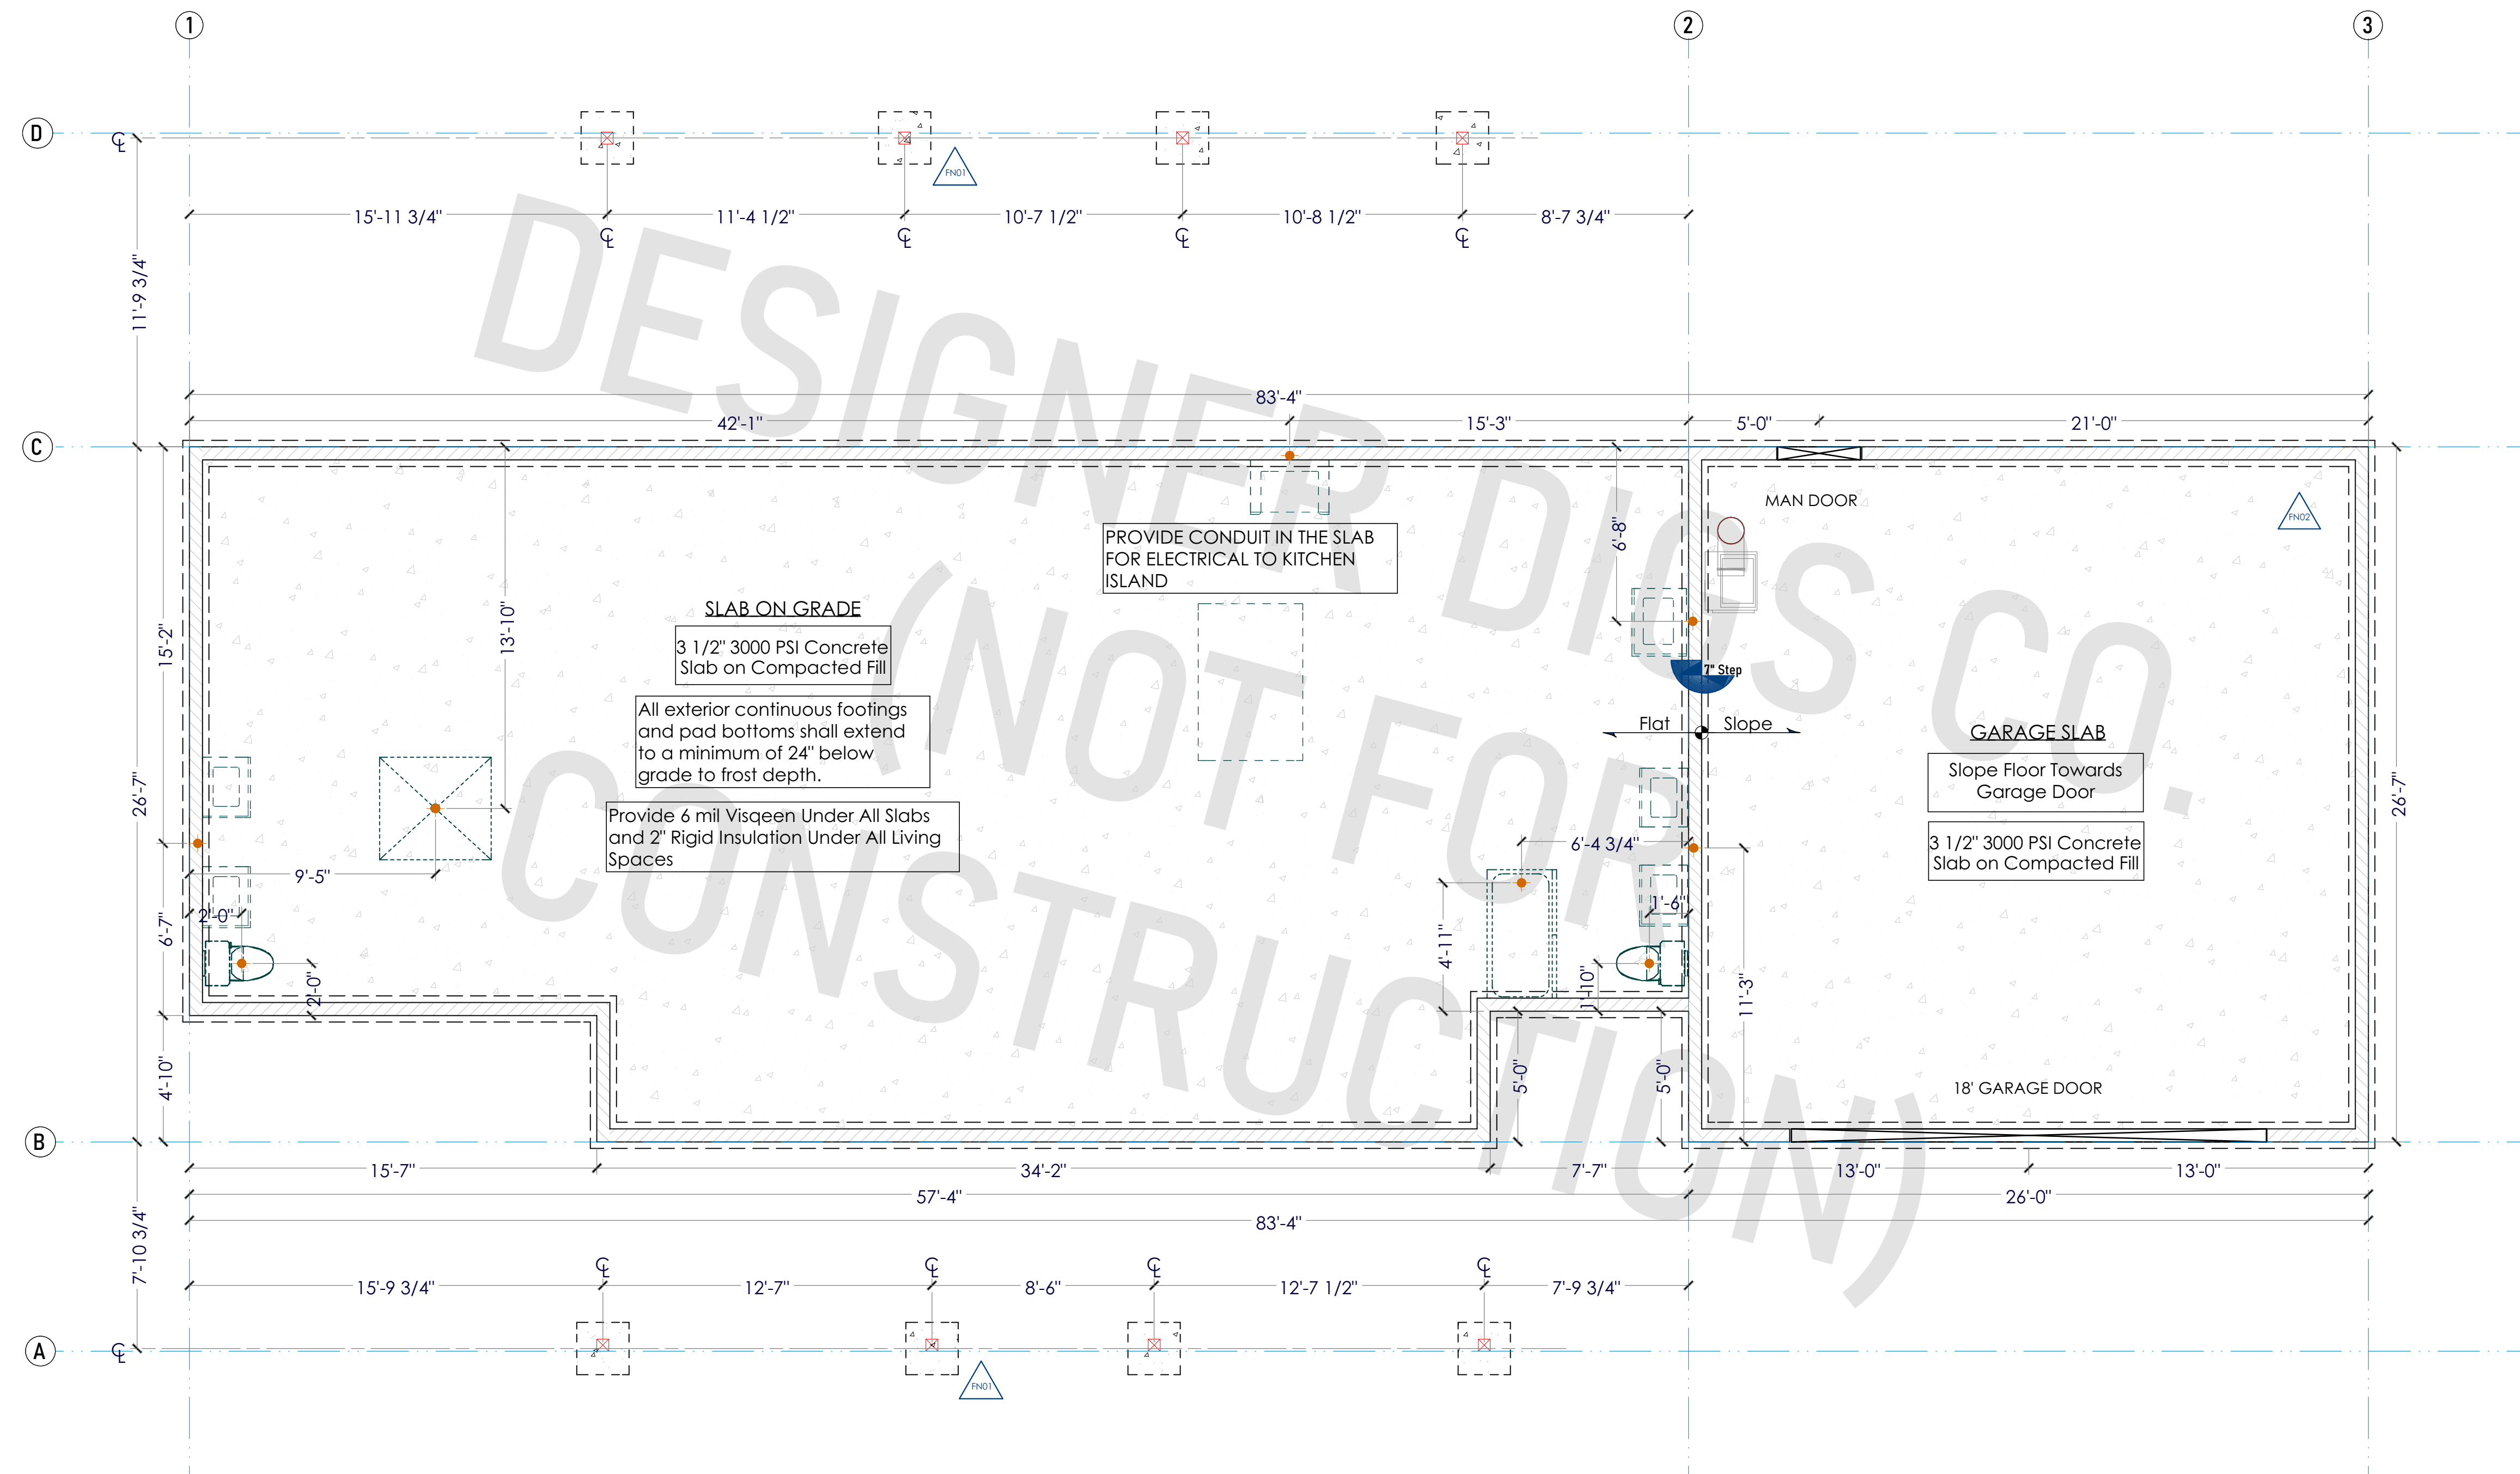 1
2
3
D
℄
FN01
15'-11 3/4"
11'-4 1/2"
10'-7 1/2"
10'-8 1/2"
8'-7 3/4"
℄
℄
℄
℄
11'-9 3/4"
DESIGNER DIGS CO.
(NOT FOR
CONSTRUCTION)
83'-4"
42'-1"
15'-3"
5'-0"
21'-0"
C
MAN DOOR
FN02
PROVIDE CONDUIT IN THE SLAB
FOR ELECTRICAL TO KITCHEN
ISLAND
6'-8"
13'-10"
15'-2"
SLAB ON GRADE
3 1/2" 3000 PSI Concrete
Slab on Compacted Fill
All exterior continuous footings
and pad bottoms shall extend
to a minimum of 24" below
grade to frost depth.
Provide 6 mil Visqeen Under All Slabs
and 2" Rigid Insulation Under All Living
Spaces
7" Step
Flat
Slope
GARAGE SLAB
Slope Floor Towards
Garage Door
3 1/2" 3000 PSI Concrete
Slab on Compacted Fill
26'-7"
26'-7"
6'-4 3/4"
9'-5"
2'-0"
1'-6"
6'-7"
4'-11"
2'-0"
1'-10"
11'-3"
4'-10"
5'-0"
5'-0"
18' GARAGE DOOR
B
15'-7"
34'-2"
7'-7"
13'-0"
13'-0"
57'-4"
26'-0"
83'-4"
7'-10 3/4"
℄
℄
℄
℄
15'-9 3/4"
12'-7"
8'-6"
12'-7 1/2"
7'-9 3/4"
A
℄
FN01